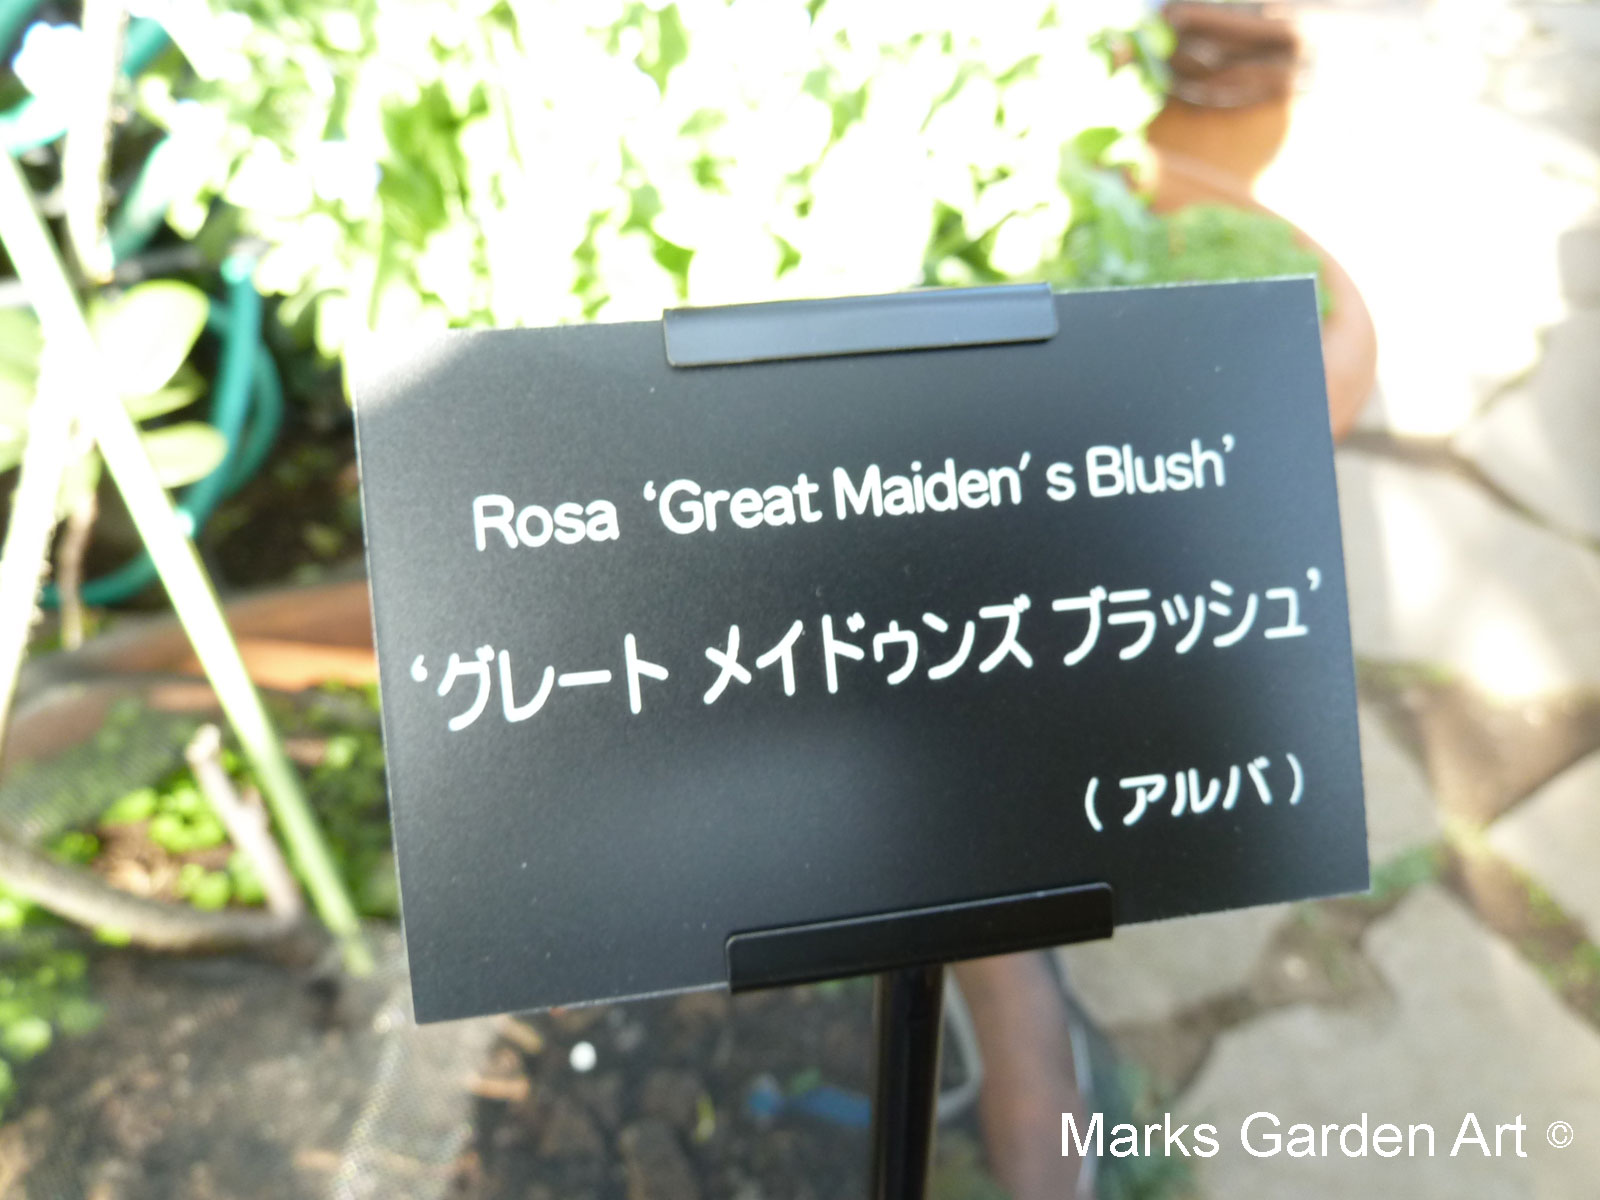 Rosa ‘Great Maiden′s Blush’
‘グレート メイドゥンズ ブラッシュ’
(アルバ)
Marks Garden Art ©